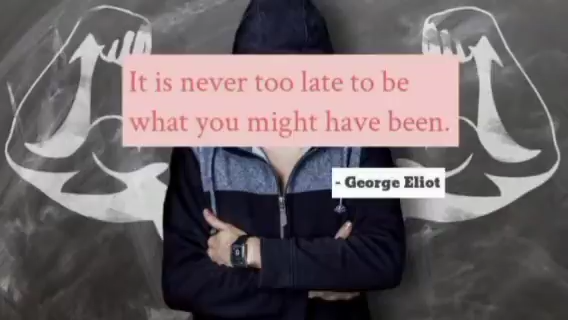 It is never too late to be
what you might have been.
- George Eliot